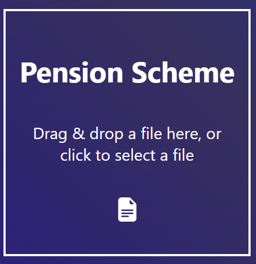 Pension Scheme
Drag & drop a file here, or
click to select a file